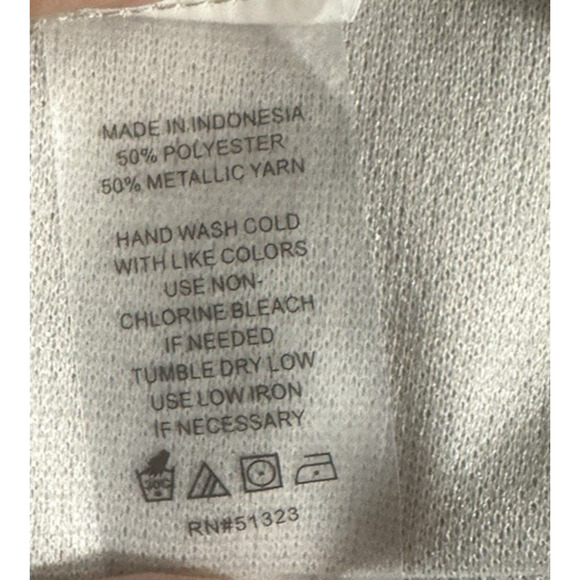 MADE IN INDONESIA
50% POLYESTER
50% METALLIC YARN
HAND WASH COLD
WITH LIKE COLORS
USE NON-
CHLORINE BLEACH
IF NEEDED
TUMBLE DRY LOW
USE LOW IRON
IF NECESSARY
30C
RN#51323